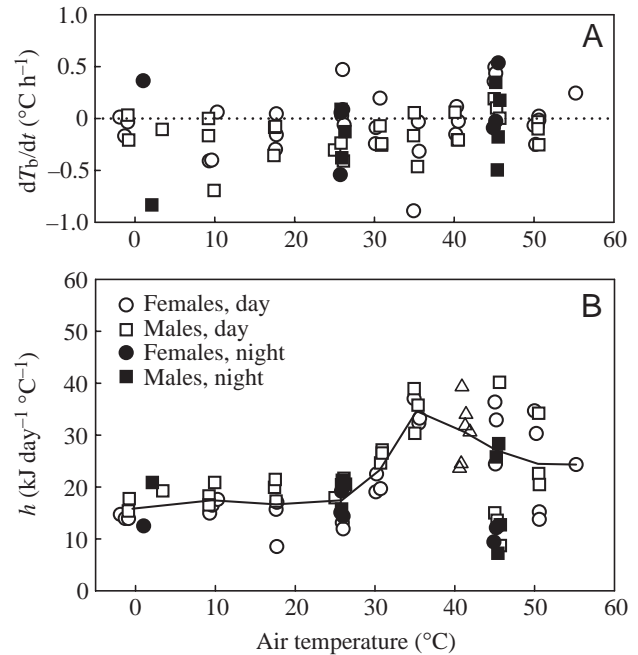 A
1.0
0.5
0
−0.5
−1.0
dTb/dt (°C h−1)
0 10 20 30 40 50 60
B
60
50
40
30
20
10
0
h (kJ day−1 °C−1)
Females, day
Males, day
Females, night
Males, night
0 10 20 30 40 50 60
Air temperature (°C)